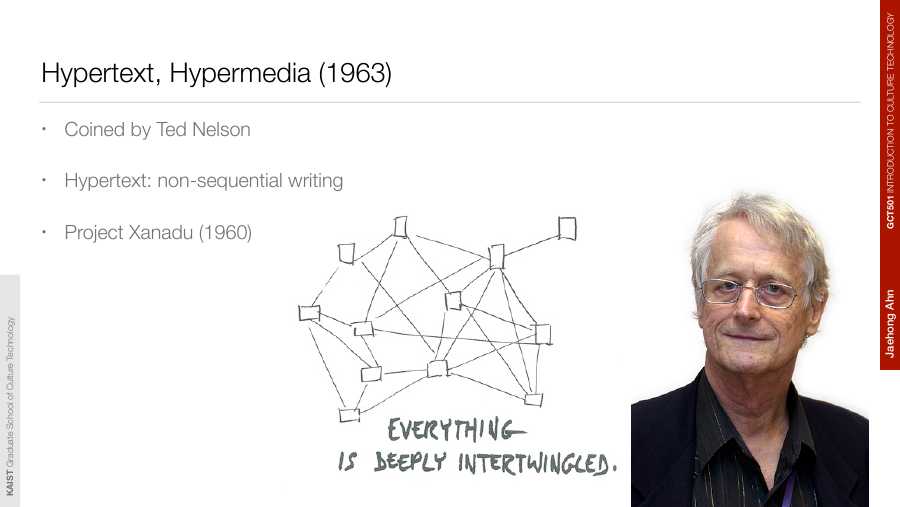 Hypertext, Hypermedia (1963)
• Coined by Ted Nelson
• Hypertext: non-sequential writing
• Project Xanadu (1960)
EVERYTHING
IS DEEPLY INTERTWINGLED.
GCT501 INTRODUCTION TO CULTURE TECHNOLOGY
Jaehong Ahn
KAIST Graduate School of Culture Technology